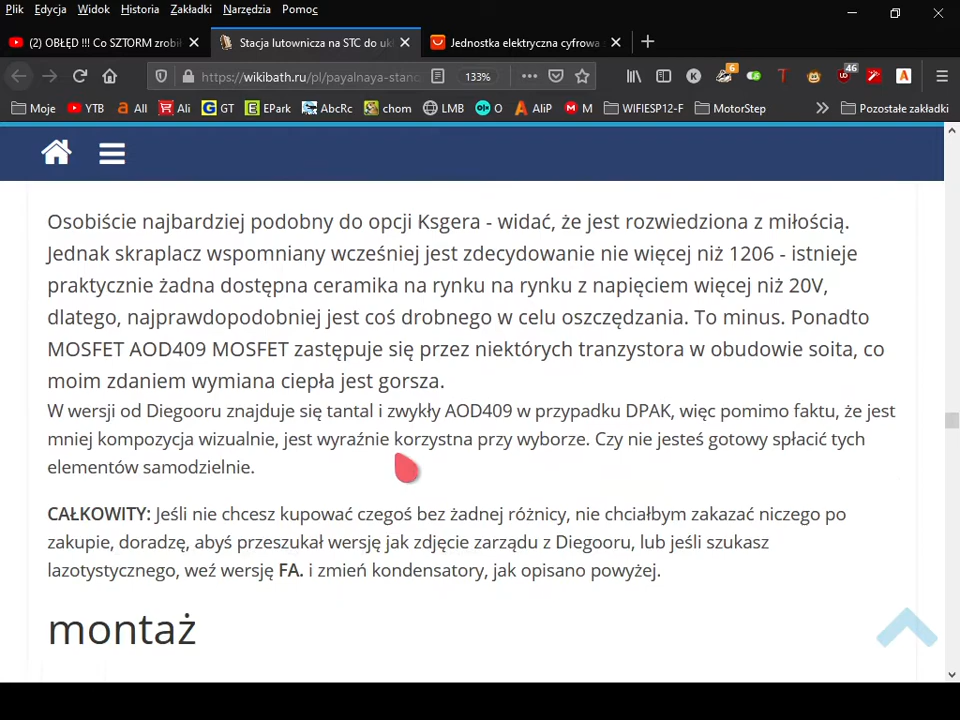 Plik Edycja Widok Historia Zakładki Narzędzia Pomoc
(2) OBŁĘD !!! Co SZTORM zrobił
Stacja lutownicza na STC do ukł
Jednostka elektryczna cyfrowa
https://wikibath.ru/pl/payalnaya-stanc 133%
Moje YTB All Ali GT EPark AbcRc chom LMB O AliP M WIFIESP12-F MotorStep Pozostałe zakładki
Osobiście najbardziej podobny do opcji Ksgera - widać, że jest rozwiedziona z miłością.
Jednak skraplacz wspomniany wcześniej jest zdecydowanie nie więcej niż 1206 - istnieje
praktycznie żadna dostępna ceramika na rynku na rynku z napięciem więcej niż 20V,
dlatego, najprawdopodobniej jest coś drobnego w celu oszczędzania. To minus. Ponadto
MOSFET AOD409 MOSFET zastępuje się przez niektórych tranzystora w obudowie soita, co
moim zdaniem wymiana ciepła jest gorsza.
W wersji od Diegooru znajduje się tantal i zwykły AOD409 w przypadku DPAK, więc pomimo faktu, że jest
mniej kompozycja wizualnie, jest wyraźnie korzystna przy wyborze. Czy nie jesteś gotowy spłacić tych
elementów samodzielnie.
CAŁKOWITY: Jeśli nie chcesz kupować czegoś bez żadnej różnicy, nie chciałbym zakazać niczego po
zakupie, doradzę, abyś przeszukał wersję jak zdjęcie zarządu z Diegooru, lub jeśli szukasz
lazotystycznego, weź wersję FA. i zmień kondensatory, jak opisano powyżej.
montaż